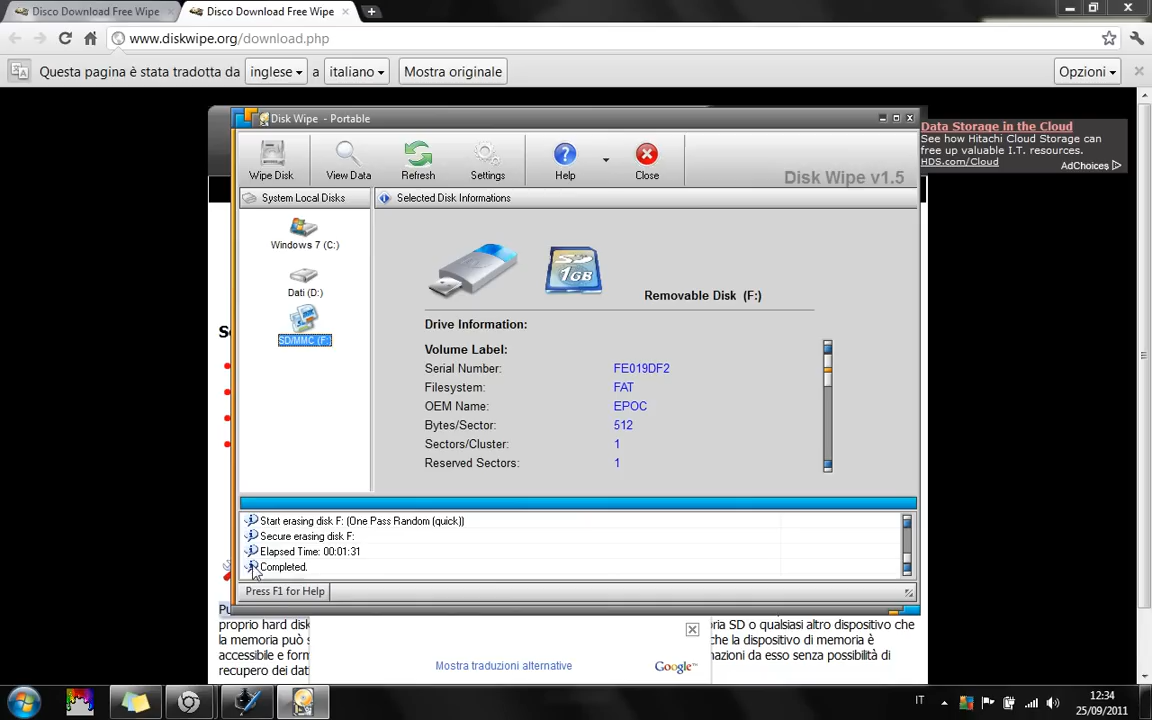 Disco Download Free Wipe
Disco Download Free Wipe
www.diskwipe.org/download.php
Questa pagina è stata tradotta da inglese a italiano Mostra originale Opzioni
Disk Wipe - Portable
Wipe Disk View Data Refresh Settings Help Close
Disk Wipe v1.5
System Local Disks
Windows 7 (C:)
Dati (D:)
SD/MMC (F:)
Selected Disk Informations
SD
1GB
Removable Disk (F:)
Drive Information:
Volume Label:
Serial Number: FE019DF2
Filesystem: FAT
OEM Name: EPOC
Bytes/Sector: 512
Sectors/Cluster: 1
Reserved Sectors: 1
Start erasing disk F: (One Pass Random (quick))
Secure erasing disk F:
Elapsed Time: 00:01:31
Completed.
Press F1 for Help
Data Storage in the Cloud
See how Hitachi Cloud Storage can
free up valuable I.T. resources.
HDS.com/Cloud
AdChoices
proprio hard disk
SD o qualsiasi altro dispositivo che
la memoria può
che la dispositivo di memoria è
accessibile e
da esso senza possibilità di
recupero dei
Mostra traduzioni alternative
Google™
IT
12:34
25/09/2011